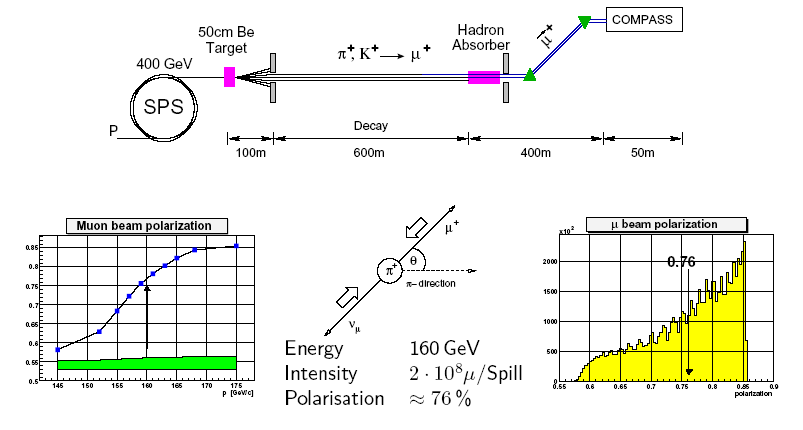 50cm Be
Target
400 GeV
SPS
P
π⁺, K⁺ → μ⁺
Hadron
Absorber
μ⁺
COMPASS
Decay
100m
600m
400m
50m
Muon beam polarization
0.85
0.8
0.75
0.7
0.65
0.6
0.55
0.5
145 150 155 160 165 170 175
p [GeV/c]
μ⁺
θ
π⁺
π– direction
ν_μ
Energy 160 GeV
Intensity 2 · 10⁸μ/Spill
Polarisation ≈ 76 %
μ beam polarization
x10²
0.76
2000
1500
1000
500
0
0.55 0.6 0.65 0.7 0.75 0.8 0.85 0.9
polarization